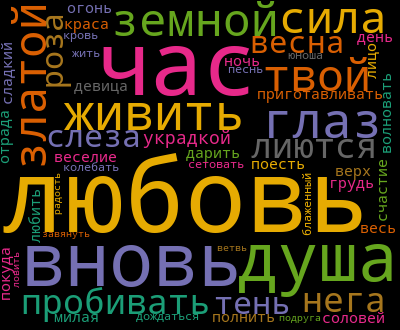 огонь
земной
сила
краса
роза
златой
сладкий
кровь
жить
час
весна
день
лицо
юноша
ночь
песнь
твой
девица
приготавливать
живить
глаз
волновать
отрада
слеза
украдкой
лиются
веселие
дарить
колебать
сетовать
поесть
верх
грудь
счастие
любовь
радость
любить
блаженный
весь
завянуть
вновь
ветвь
душа
покуда
ловить
пробивать
тень
нега
милая
дождаться
полнить
подруга
соловей